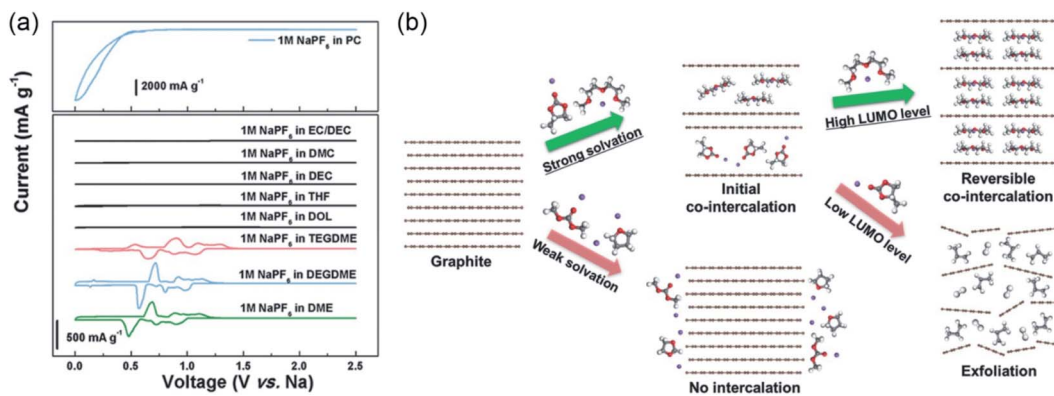 (a)
1M NaPF₆ in PC
2000 mA g⁻¹
1M NaPF₆ in EC/DEC
1M NaPF₆ in DMC
1M NaPF₆ in DEC
1M NaPF₆ in THF
1M NaPF₆ in DOL
1M NaPF₆ in TEGDME
1M NaPF₆ in DEGDME
1M NaPF₆ in DME
500 mA g⁻¹
Current (mA g⁻¹)
0.0 0.5 1.0 1.5 2.0 2.5
Voltage (V vs. Na)
(b)
Graphite
Strong solvation
Weak solvation
Initial
co-intercalation
No intercalation
High LUMO level
Low LUMO level
Reversible
co-intercalation
Exfoliation